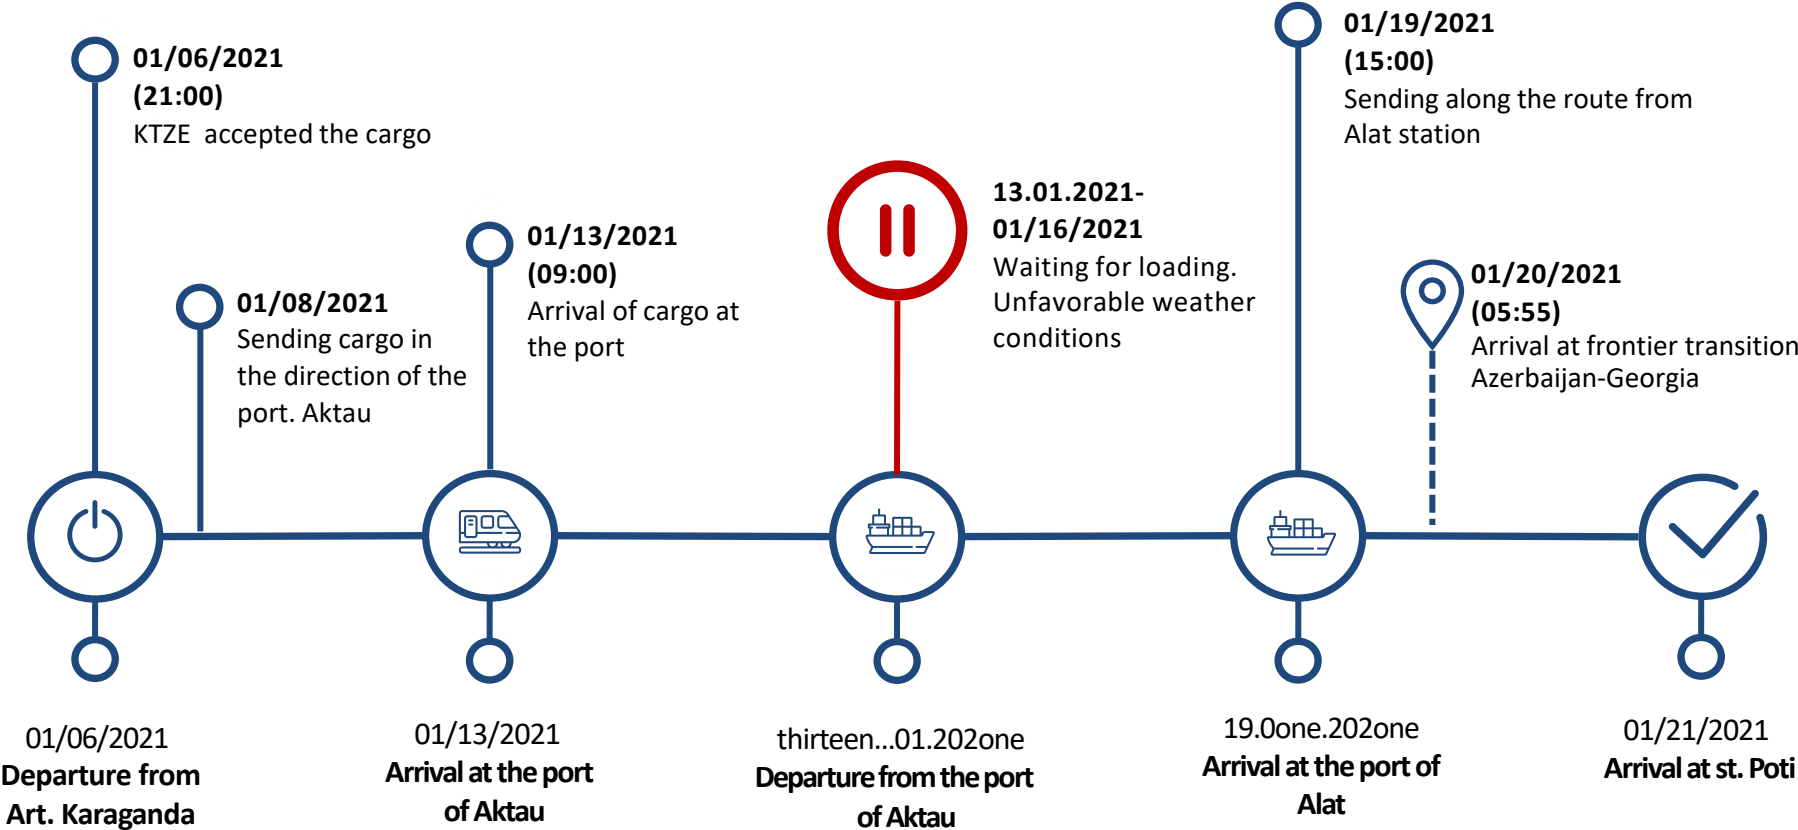 01/06/2021
(21:00)
KTZE accepted the cargo
01/08/2021
Sending cargo in
the direction of the
port. Aktau
01/13/2021
(09:00)
Arrival of cargo at
the port
13.01.2021-
01/16/2021
Waiting for loading.
Unfavorable weather
conditions
01/19/2021
(15:00)
Sending along the route from
Alat station
01/20/2021
(05:55)
Arrival at frontier transition
Azerbaijan-Georgia
01/06/2021
Departure from
Art. Karaganda
01/13/2021
Arrival at the port
of Aktau
thirteen...01.202one
Departure from the port
of Aktau
19.0one.202one
Arrival at the port of
Alat
01/21/2021
Arrival at st. Poti